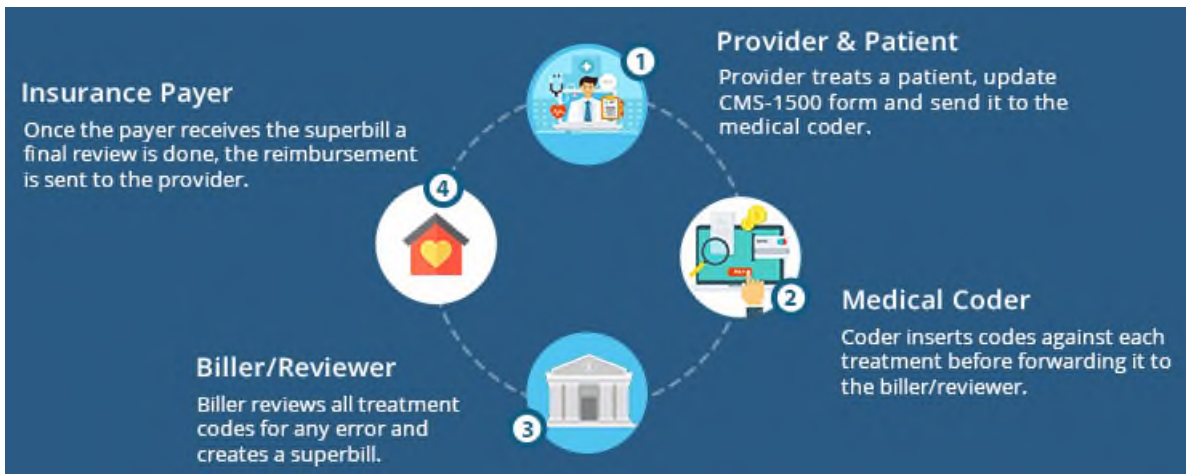 1
Provider & Patient
Provider treats a patient, update
CMS-1500 form and send it to the
medical coder.
2
Medical Coder
Coder inserts codes against each
treatment before forwarding it to
the biller/reviewer.
3
Biller/Reviewer
Biller reviews all treatment
codes for any error and
creates a superbill.
4
Insurance Payer
Once the payer receives the superbill a
final review is done, the reimbursement
is sent to the provider.